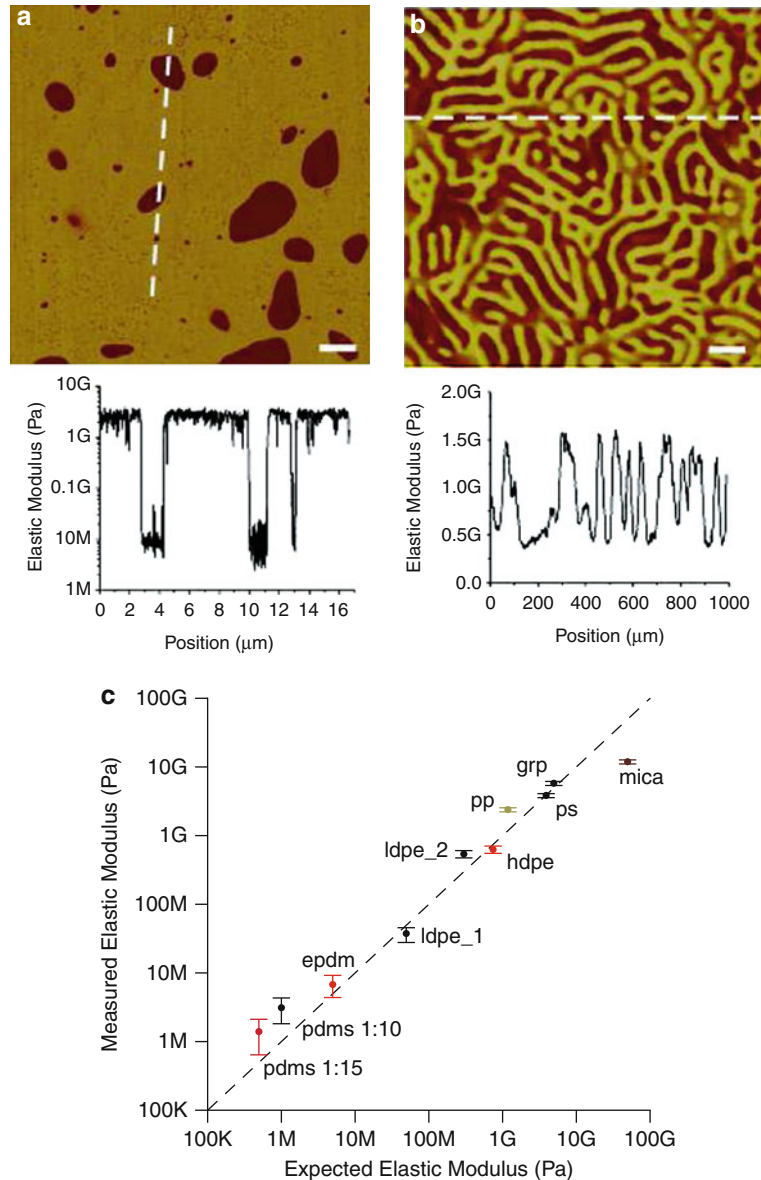 a
b
10G
1G
0.1G
10M
1M
Elastic Modulus (Pa)
0 2 4 6 8 10 12 14 16
Position (μm)
2.0G
1.5G
1.0G
0.5G
0.0
Elastic Modulus (Pa)
0 200 400 600 800 1000
Position (μm)
c
100G
10G
1G
100M
10M
1M
100K
Measured Elastic Modulus (Pa)
grp
mica
pp
ps
ldpe_2
hdpe
ldpe_1
epdm
pdms 1:10
pdms 1:15
100K 1M 10M 100M 1G 10G 100G
Expected Elastic Modulus (Pa)